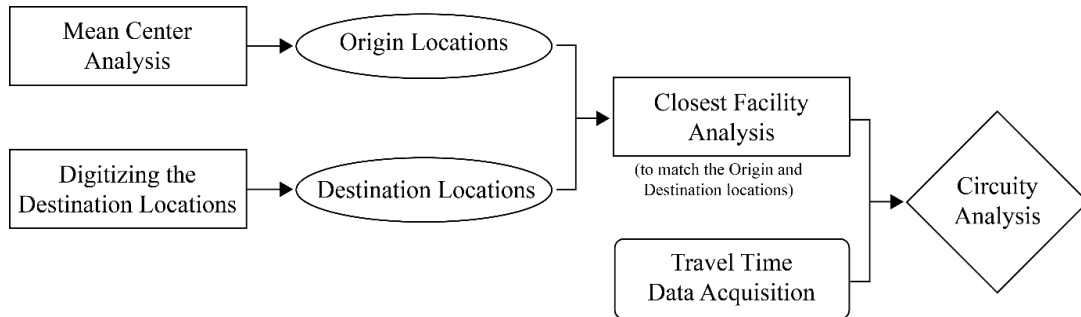 Mean Center
Analysis
Origin Locations
Digitizing the
Destination Locations
Destination Locations
Closest Facility
Analysis
(to match the Origin and
Destination locations)
Travel Time
Data Acquisition
Circuity
Analysis